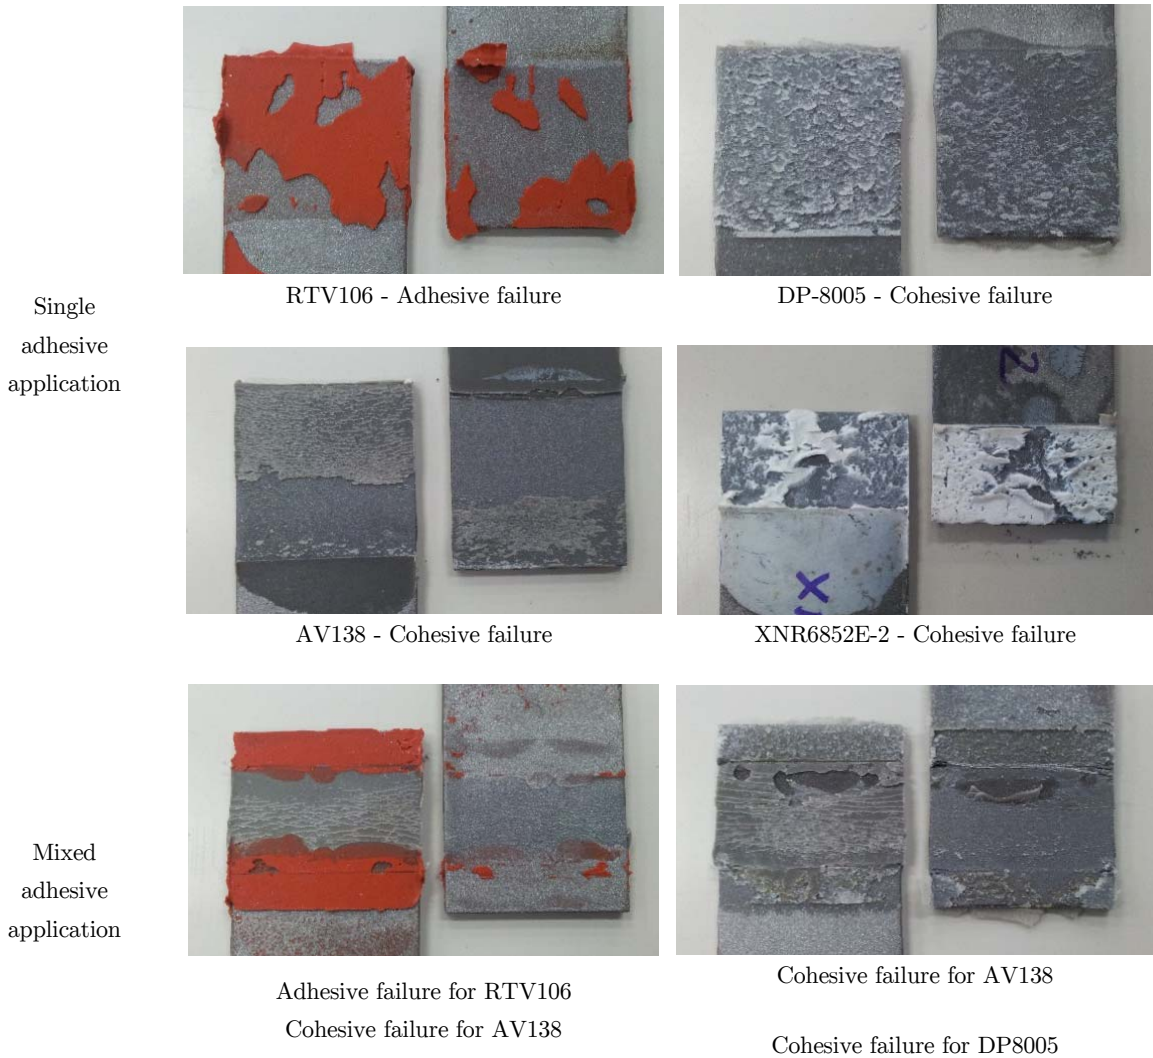 RTV106 - Adhesive failure
DP-8005 - Cohesive failure
Single
adhesive
application
2
X
AV138 - Cohesive failure
XNR6852E-2 - Cohesive failure
Mixed
adhesive
application
Adhesive failure for RTV106
Cohesive failure for AV138
Cohesive failure for AV138
Cohesive failure for DP8005